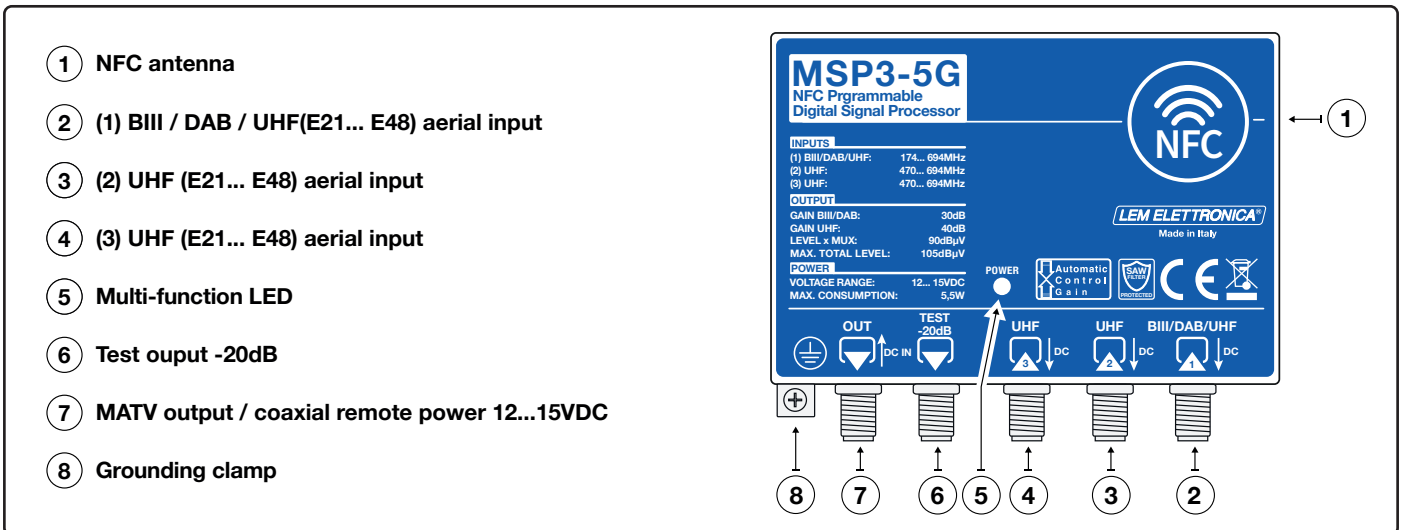 1 NFC antenna
2 (1) BIII / DAB / UHF(E21... E48) aerial input
3 (2) UHF (E21... E48) aerial input
4 (3) UHF (E21... E48) aerial input
5 Multi-function LED
6 Test ouput -20dB
7 MATV output / coaxial remote power 12...15VDC
8 Grounding clamp
MSP3-5G
NFC Prgrammable
Digital Signal Processor
NFC
1
INPUTS
(1) BIII/DAB/UHF: 174... 694MHz
(2) UHF: 470... 694MHz
(3) UHF: 470... 694MHz
OUTPUT
GAIN BIII/DAB: 30dB
GAIN UHF: 40dB
LEVEL x MUX: 90dBµV
MAX. TOTAL LEVEL: 105dBµV
POWER
VOLTAGE RANGE: 12... 15VDC
MAX. CONSUMPTION: 5,5W
LEM ELETTRONICA®
Made in Italy
POWER
Automatic
Control
Gain
SAW
FILTER
PROTECTED
CE
OUT
DC IN
TEST
-20dB
UHF
3
DC
UHF
2
DC
BIII/DAB/UHF
1
DC
8 7 6 5 4 3 2